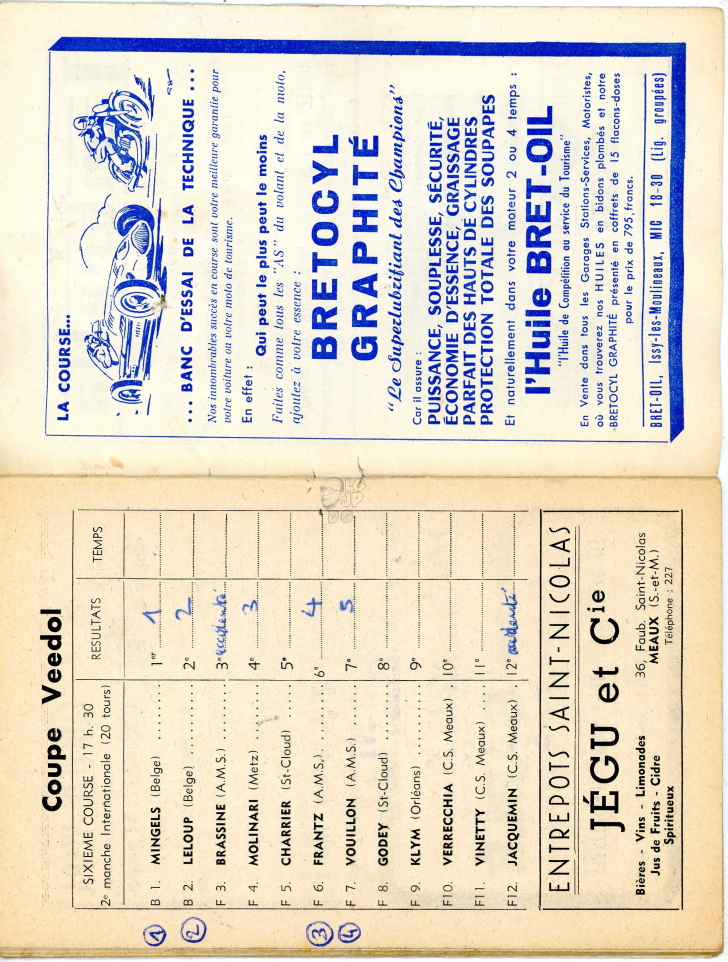 Coupe Veedol
SIXIEME COURSE - 17 h. 30
2e manche Internationale (20 tours)
RESULTATS
TEMPS
① B 1. MINGELS (Belge) ........ 1er ........ 1
② B 2. LELOUP (Belge) ........ 2e ........ 2
F 3. BRASSINE (A.M.S.) ........ 3e ........ accidenté
F 4. MOLINARI (Metz) ........ 4e ........ 3
F 5. CHARRIER (St-Cloud) .... 5e
③ F 6. FRANTZ (A.M.S.) ........ 6e ........ 4
④ F 7. VOUILLON (A.M.S.) ........ 7e ........ 5
F 8. GODEY (St-Cloud) ........ 8e
F 9. KLYM (Orléans) ........ 9e
F10. VERRECCHIA (C.S. Meaux) . 10e
F11. VINETTY (C.S. Meaux) .... 11e
F12. JACQUEMIN (C.S. Meaux) . 12e accidenté
ENTREPOTS SAINT-NICOLAS
JÉGU et Cie
Bières - Vins - Limonades
Jus de Fruits - Cidre
Spiritueux
36, Faub. Saint-Nicolas
MEAUX (S.-et-M.)
Téléphone : 227
LA COURSE...
... BANC D'ESSAI DE LA TECHNIQUE ...
Nos innombrables succès en course sont votre meilleure garantie pour
votre voiture ou votre moto de tourisme.
En effet : Qui peut le plus peut le moins
Faites comme tous les "AS" du volant et de la moto,
ajoutez à votre essence :
BRETOCYL
GRAPHITÉ
"Le Superlubrifiant des Champions"
Car il assure :
PUISSANCE, SOUPLESSE, SÉCURITÉ,
ÉCONOMIE D'ESSENCE, GRAISSAGE
PARFAIT DES HAUTS DE CYLINDRES
PROTECTION TOTALE DES SOUPAPES
Et naturellement dans votre moteur 2 ou 4 temps :
l'Huile BRET-OIL
"l'Huile de Compétition au service du Tourisme"
En Vente dans tous les Garages Stations-Services, Motoristes,
où vous trouverez nos HUILES en bidons plombés et notre
BRETOCYL GRAPHITÉ présenté en coffrets de 15 flacons-doses
pour le prix de 795 francs.
BRET-OIL, Issy-les-Moulineaux, MIC 18-30 (Lig. groupées)